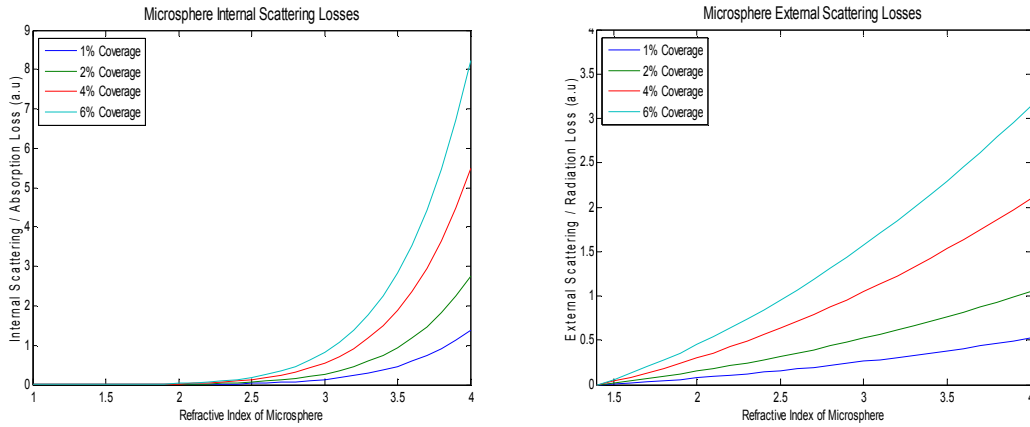 Microsphere Internal Scattering Losses
9
8
7
6
5
4
3
2
1
0
Internal Scattering / Absorption Loss (a.u)
1% Coverage
2% Coverage
4% Coverage
6% Coverage
1 1.5 2 2.5 3 3.5 4
Refractive Index of Microsphere
Microsphere External Scattering Losses
4
3.5
3
2.5
2
1.5
1
0.5
0
External Scattering / Radiation Loss (a.u)
1% Coverage
2% Coverage
4% Coverage
6% Coverage
1.5 2 2.5 3 3.5 4
Refractive Index of Microsphere